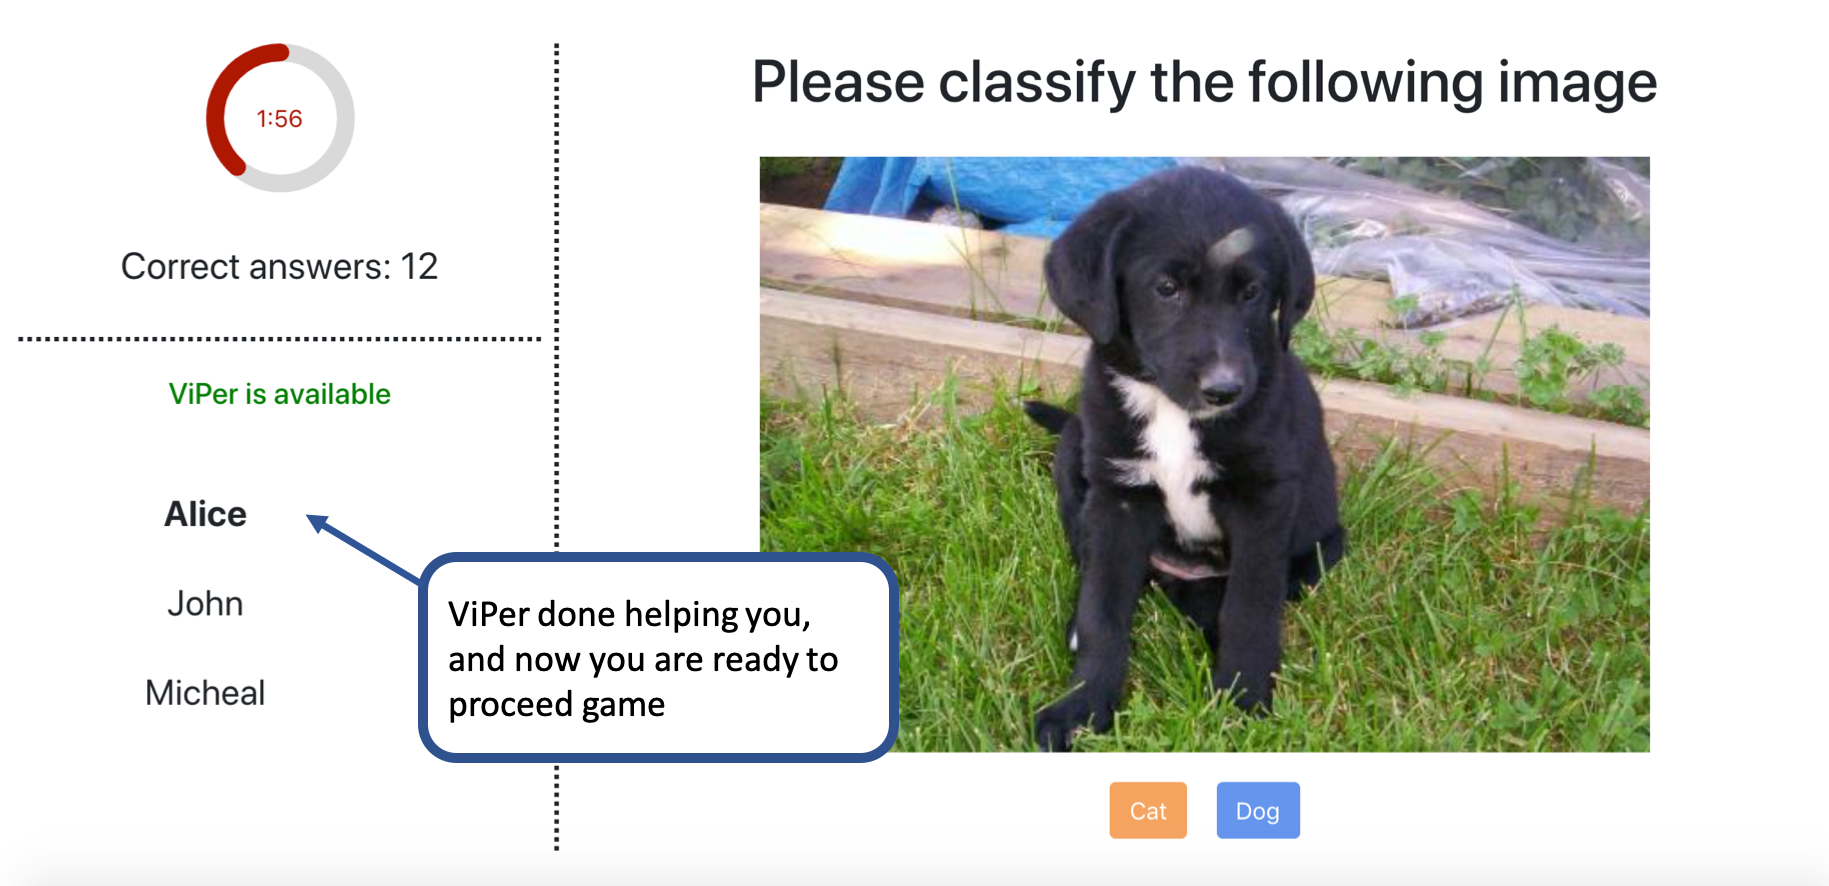 1:56
Correct answers: 12
ViPer is available
Alice
John
Micheal
ViPer done helping you,
and now you are ready to
proceed game
Please classify the following image
Cat
Dog